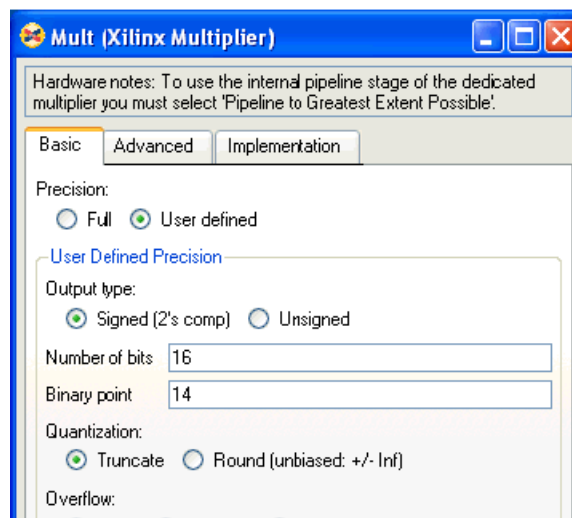 Mult (Xilinx Multiplier)
Hardware notes: To use the internal pipeline stage of the dedicated
multiplier you must select 'Pipeline to Greatest Extent Possible'.
Basic Advanced Implementation
Precision:
Full User defined
User Defined Precision
Output type:
Signed (2's comp) Unsigned
Number of bits 16
Binary point 14
Quantization:
Truncate Round (unbiased: +/- Inf)
Overflow: